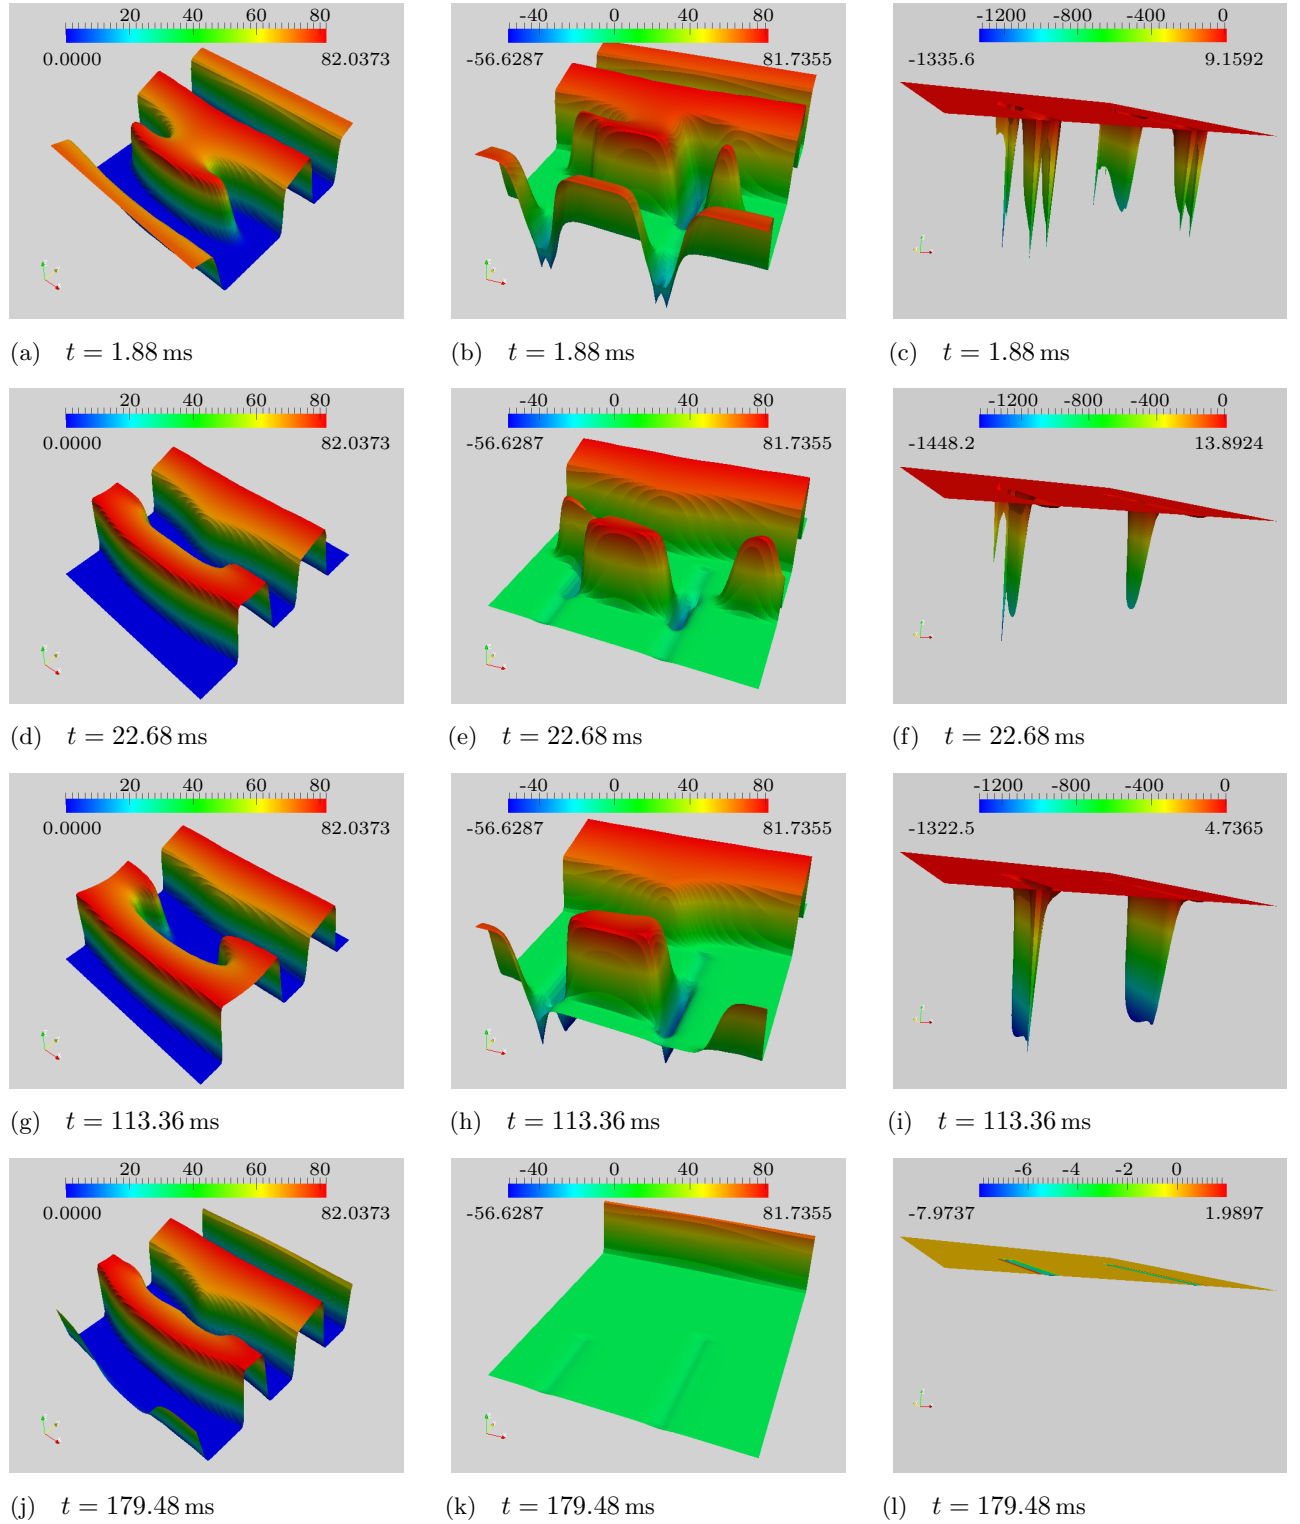 0 20 40 60 80
0.0000 82.0373
-40 0 40 80
-56.6287 81.7355
-1200 -800 -400 0
-1335.6 9.1592
(a) t = 1.88 ms
(b) t = 1.88 ms
(c) t = 1.88 ms
20 40 60 80
0.0000 82.0373
-40 0 40 80
-56.6287 81.7355
-1200 -800 -400 0
-1448.2 13.8924
(d) t = 22.68 ms
(e) t = 22.68 ms
(f) t = 22.68 ms
20 40 60 80
0.0000 82.0373
-40 0 40 80
-56.6287 81.7355
-1200 -800 -400 0
-1322.5 4.7365
(g) t = 113.36 ms
(h) t = 113.36 ms
(i) t = 113.36 ms
20 40 60 80
0.0000 82.0373
-40 0 40 80
-56.6287 81.7355
-6 -4 -2 0
-7.9737 1.9897
(j) t = 179.48 ms
(k) t = 179.48 ms
(l) t = 179.48 ms